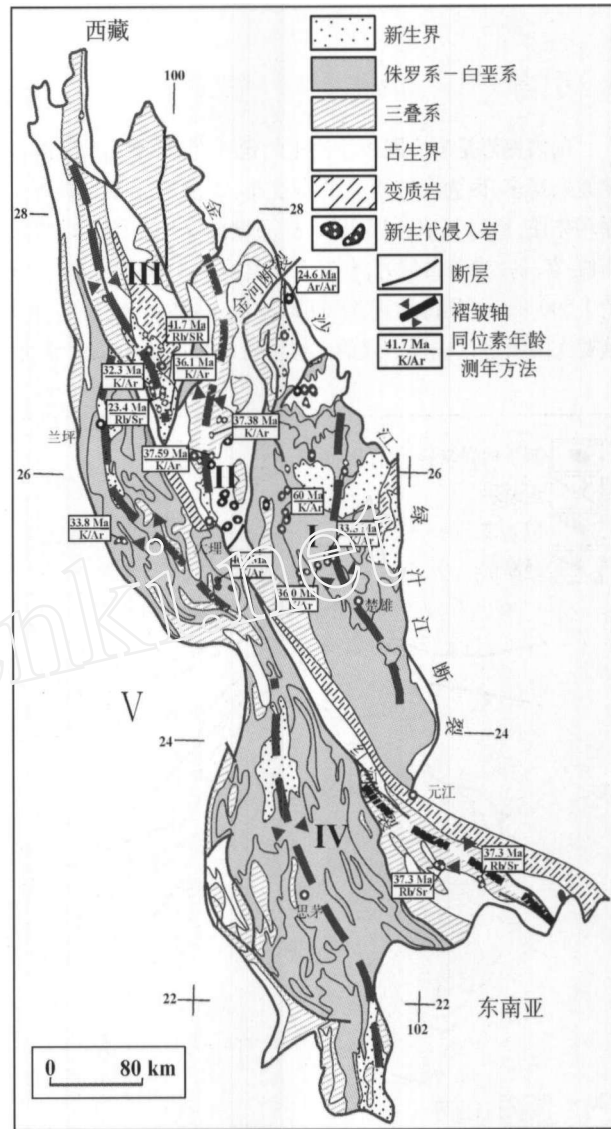 西藏
100
新生界
侏罗系－白垩系
三叠系
古生界
变质岩
新生代侵入岩
断层
褶皱轴
41.7 Ma
K/Ar
同位素年龄
测年方法
28
28
金
沙
江
金河断裂
24.6 Ma
Ar/Ar
III
41.7 Ma
Rb/SR
32.3 Ma
K/Ar
36.1 Ma
K/Ar
23.4 Ma
Rb/Sr
37.38 Ma
K/Ar
兰坪
37.59 Ma
K/Ar
26
26
II
60 Ma
K/Ar
I
绿
汁
江
断
裂
33.8 Ma
K/Ar
K/Ar
大理
K/Ar
36.0 Ma
K/Ar
楚雄
nki.net
V
24
24
元江
IV
37.3 Ma
Rb/Sr
37.3 Ma
Rb/Sr
思茅
22
22
102
东南亚
0
80 km